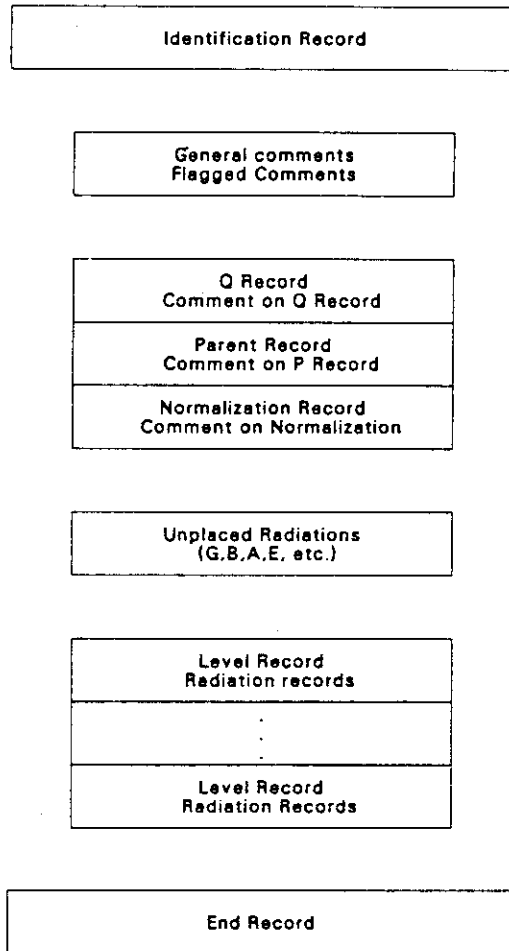 Identification Record
General comments
Flagged Comments
Q Record
Comment on Q Record
Parent Record
Comment on P Record
Normalization Record
Comment on Normalization
Unplaced Radiations
(G,B,A,E, etc.)
Level Record
Radiation records
.
.
.
Level Record
Radiation Records
End Record